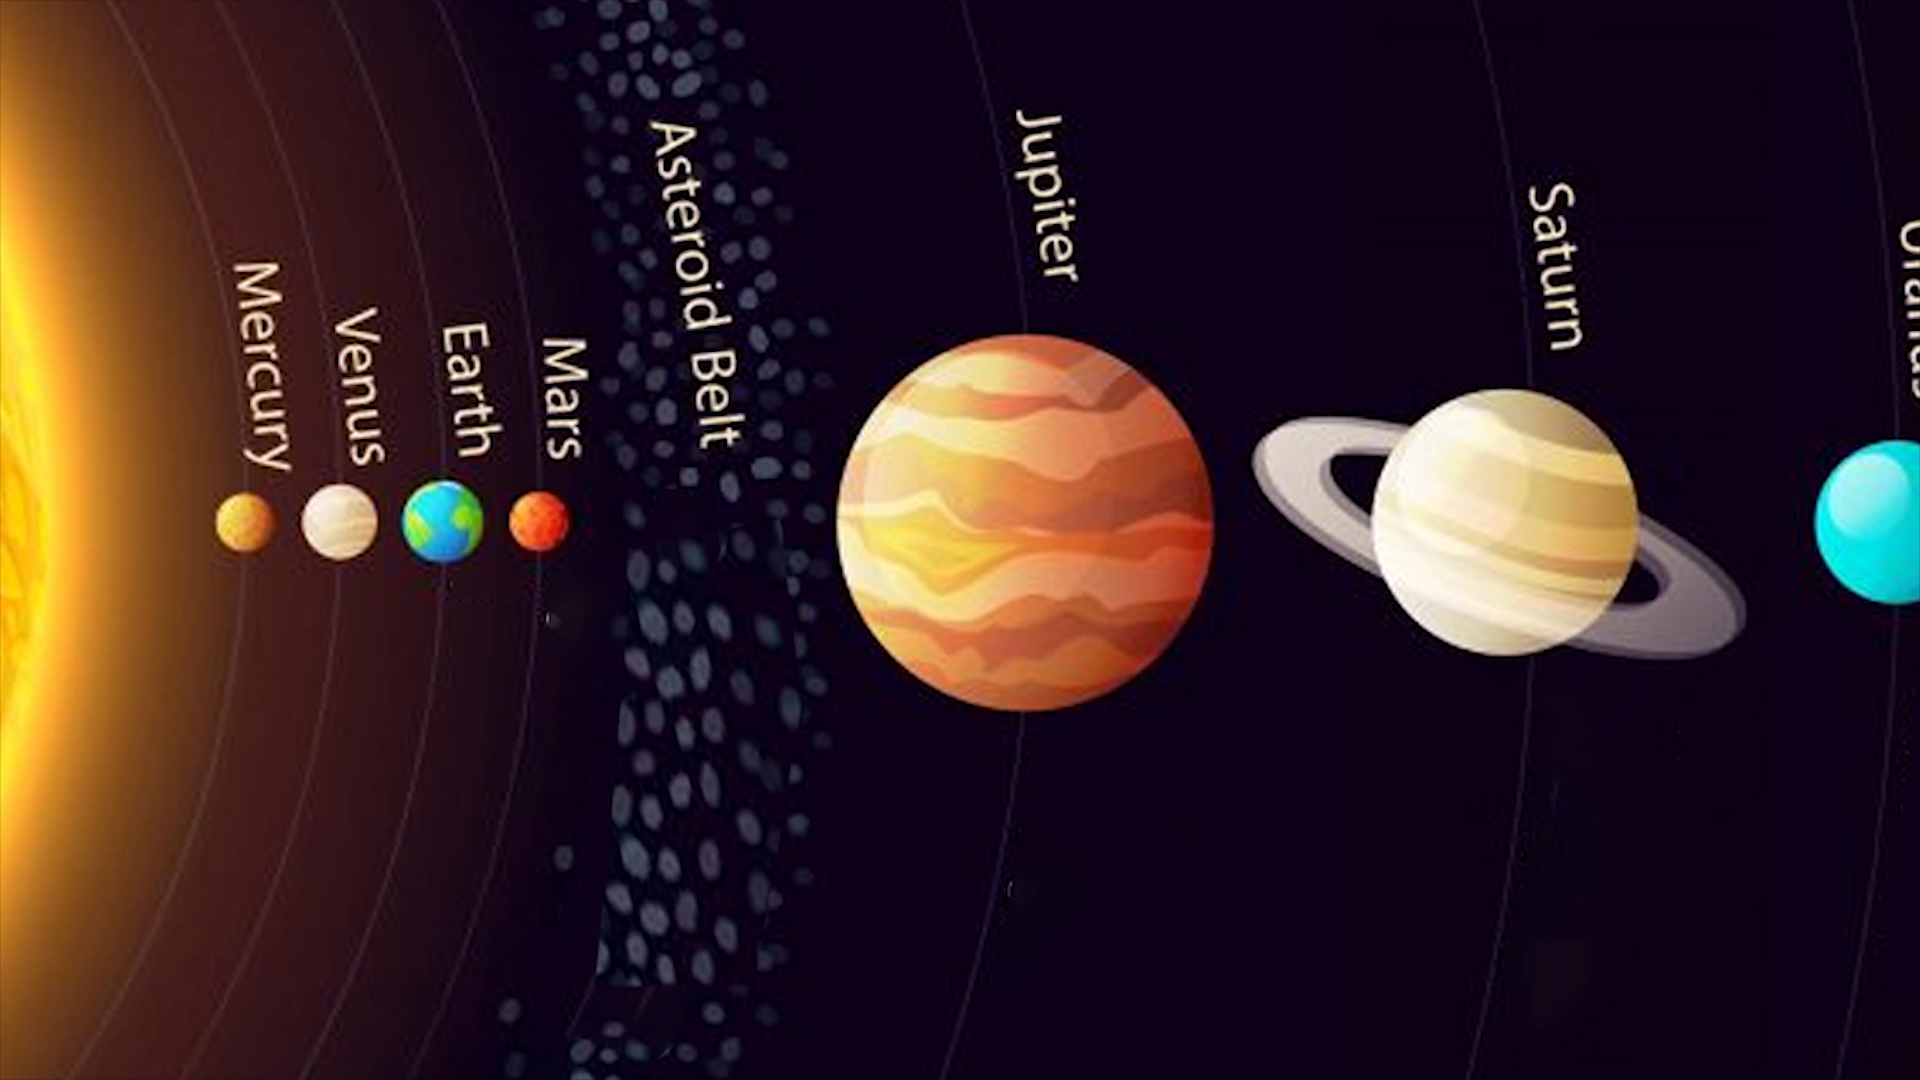 Mercury
Venus
Earth
Mars
Asteroid Belt
Jupiter
Saturn